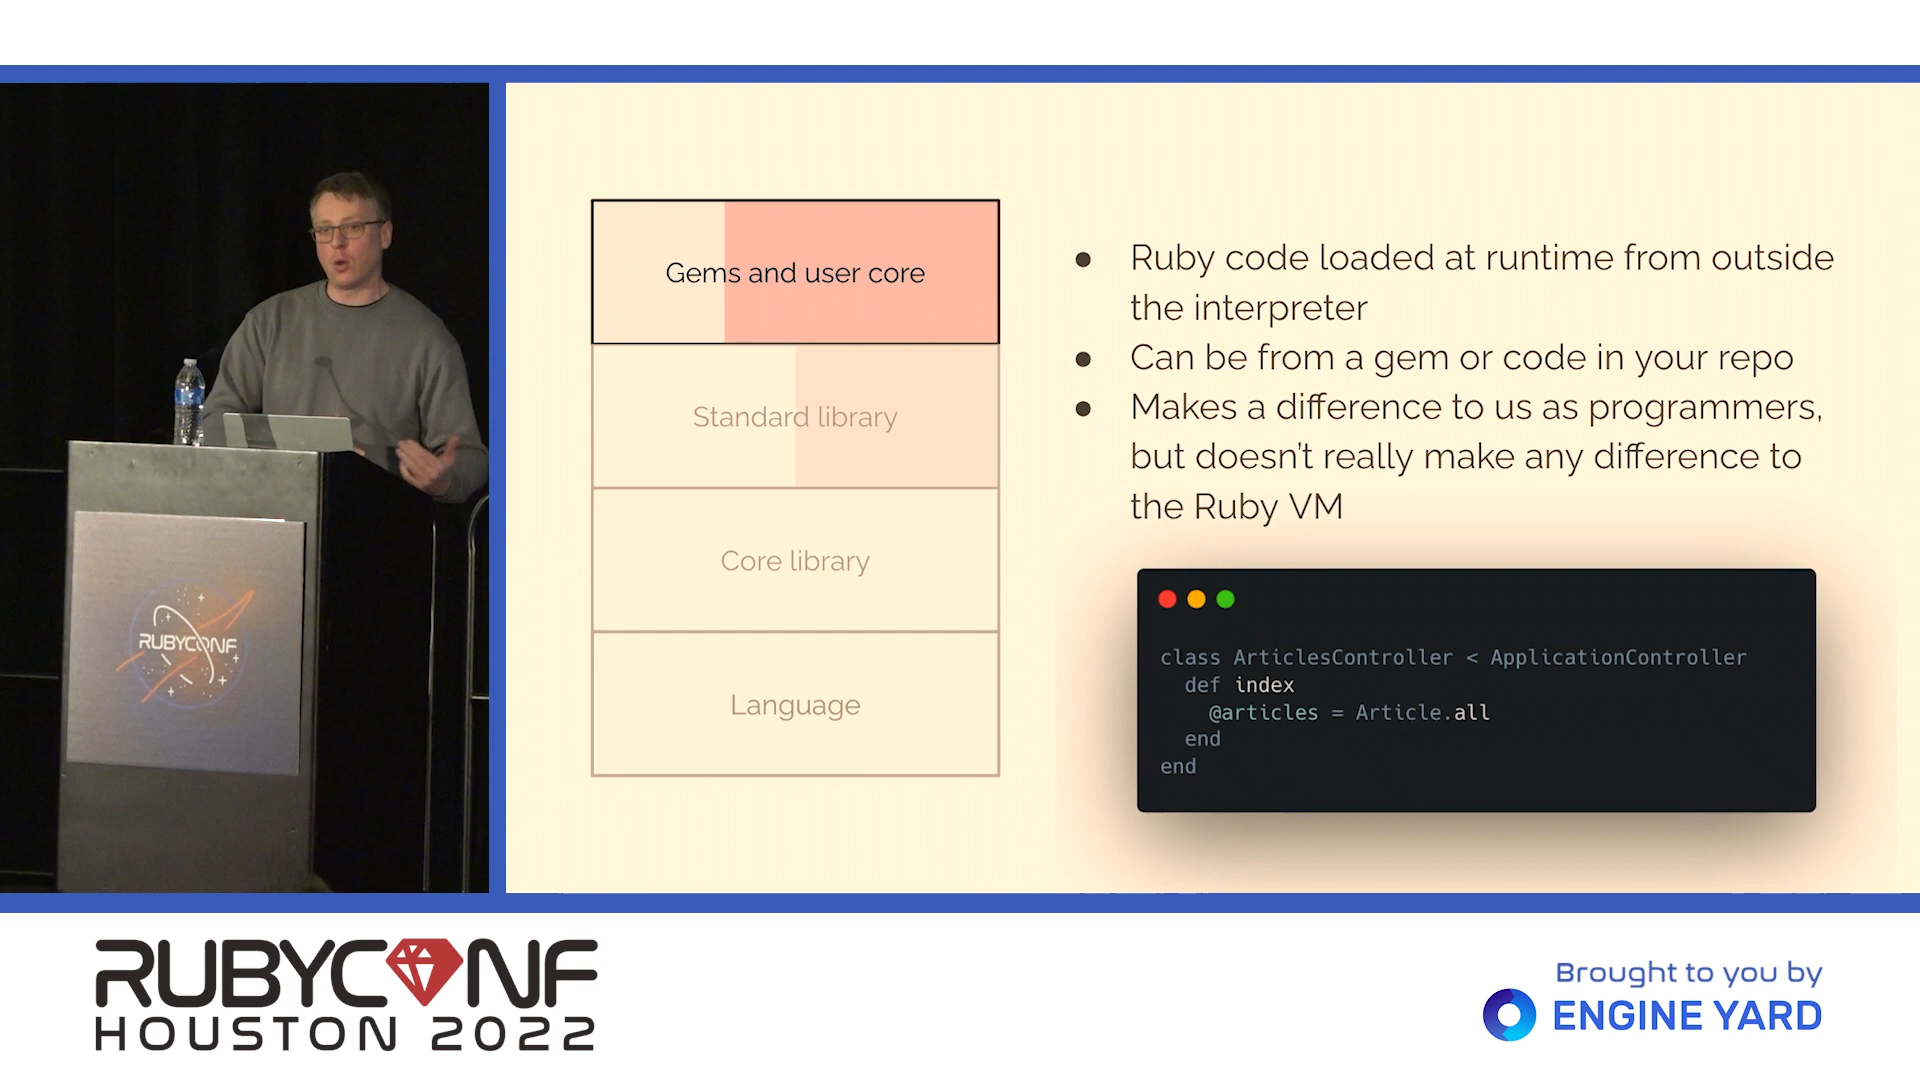 Gems and user core
Standard library
Core library
Language
● Ruby code loaded at runtime from outside
the interpreter
● Can be from a gem or code in your repo
● Makes a difference to us as programmers,
but doesn't really make any difference to
the Ruby VM
class ArticlesController < ApplicationController
def index
@articles = Article.all
end
end
RUBYCONF
RUBYCONF
HOUSTON 2022
Brought to you by
ENGINE YARD